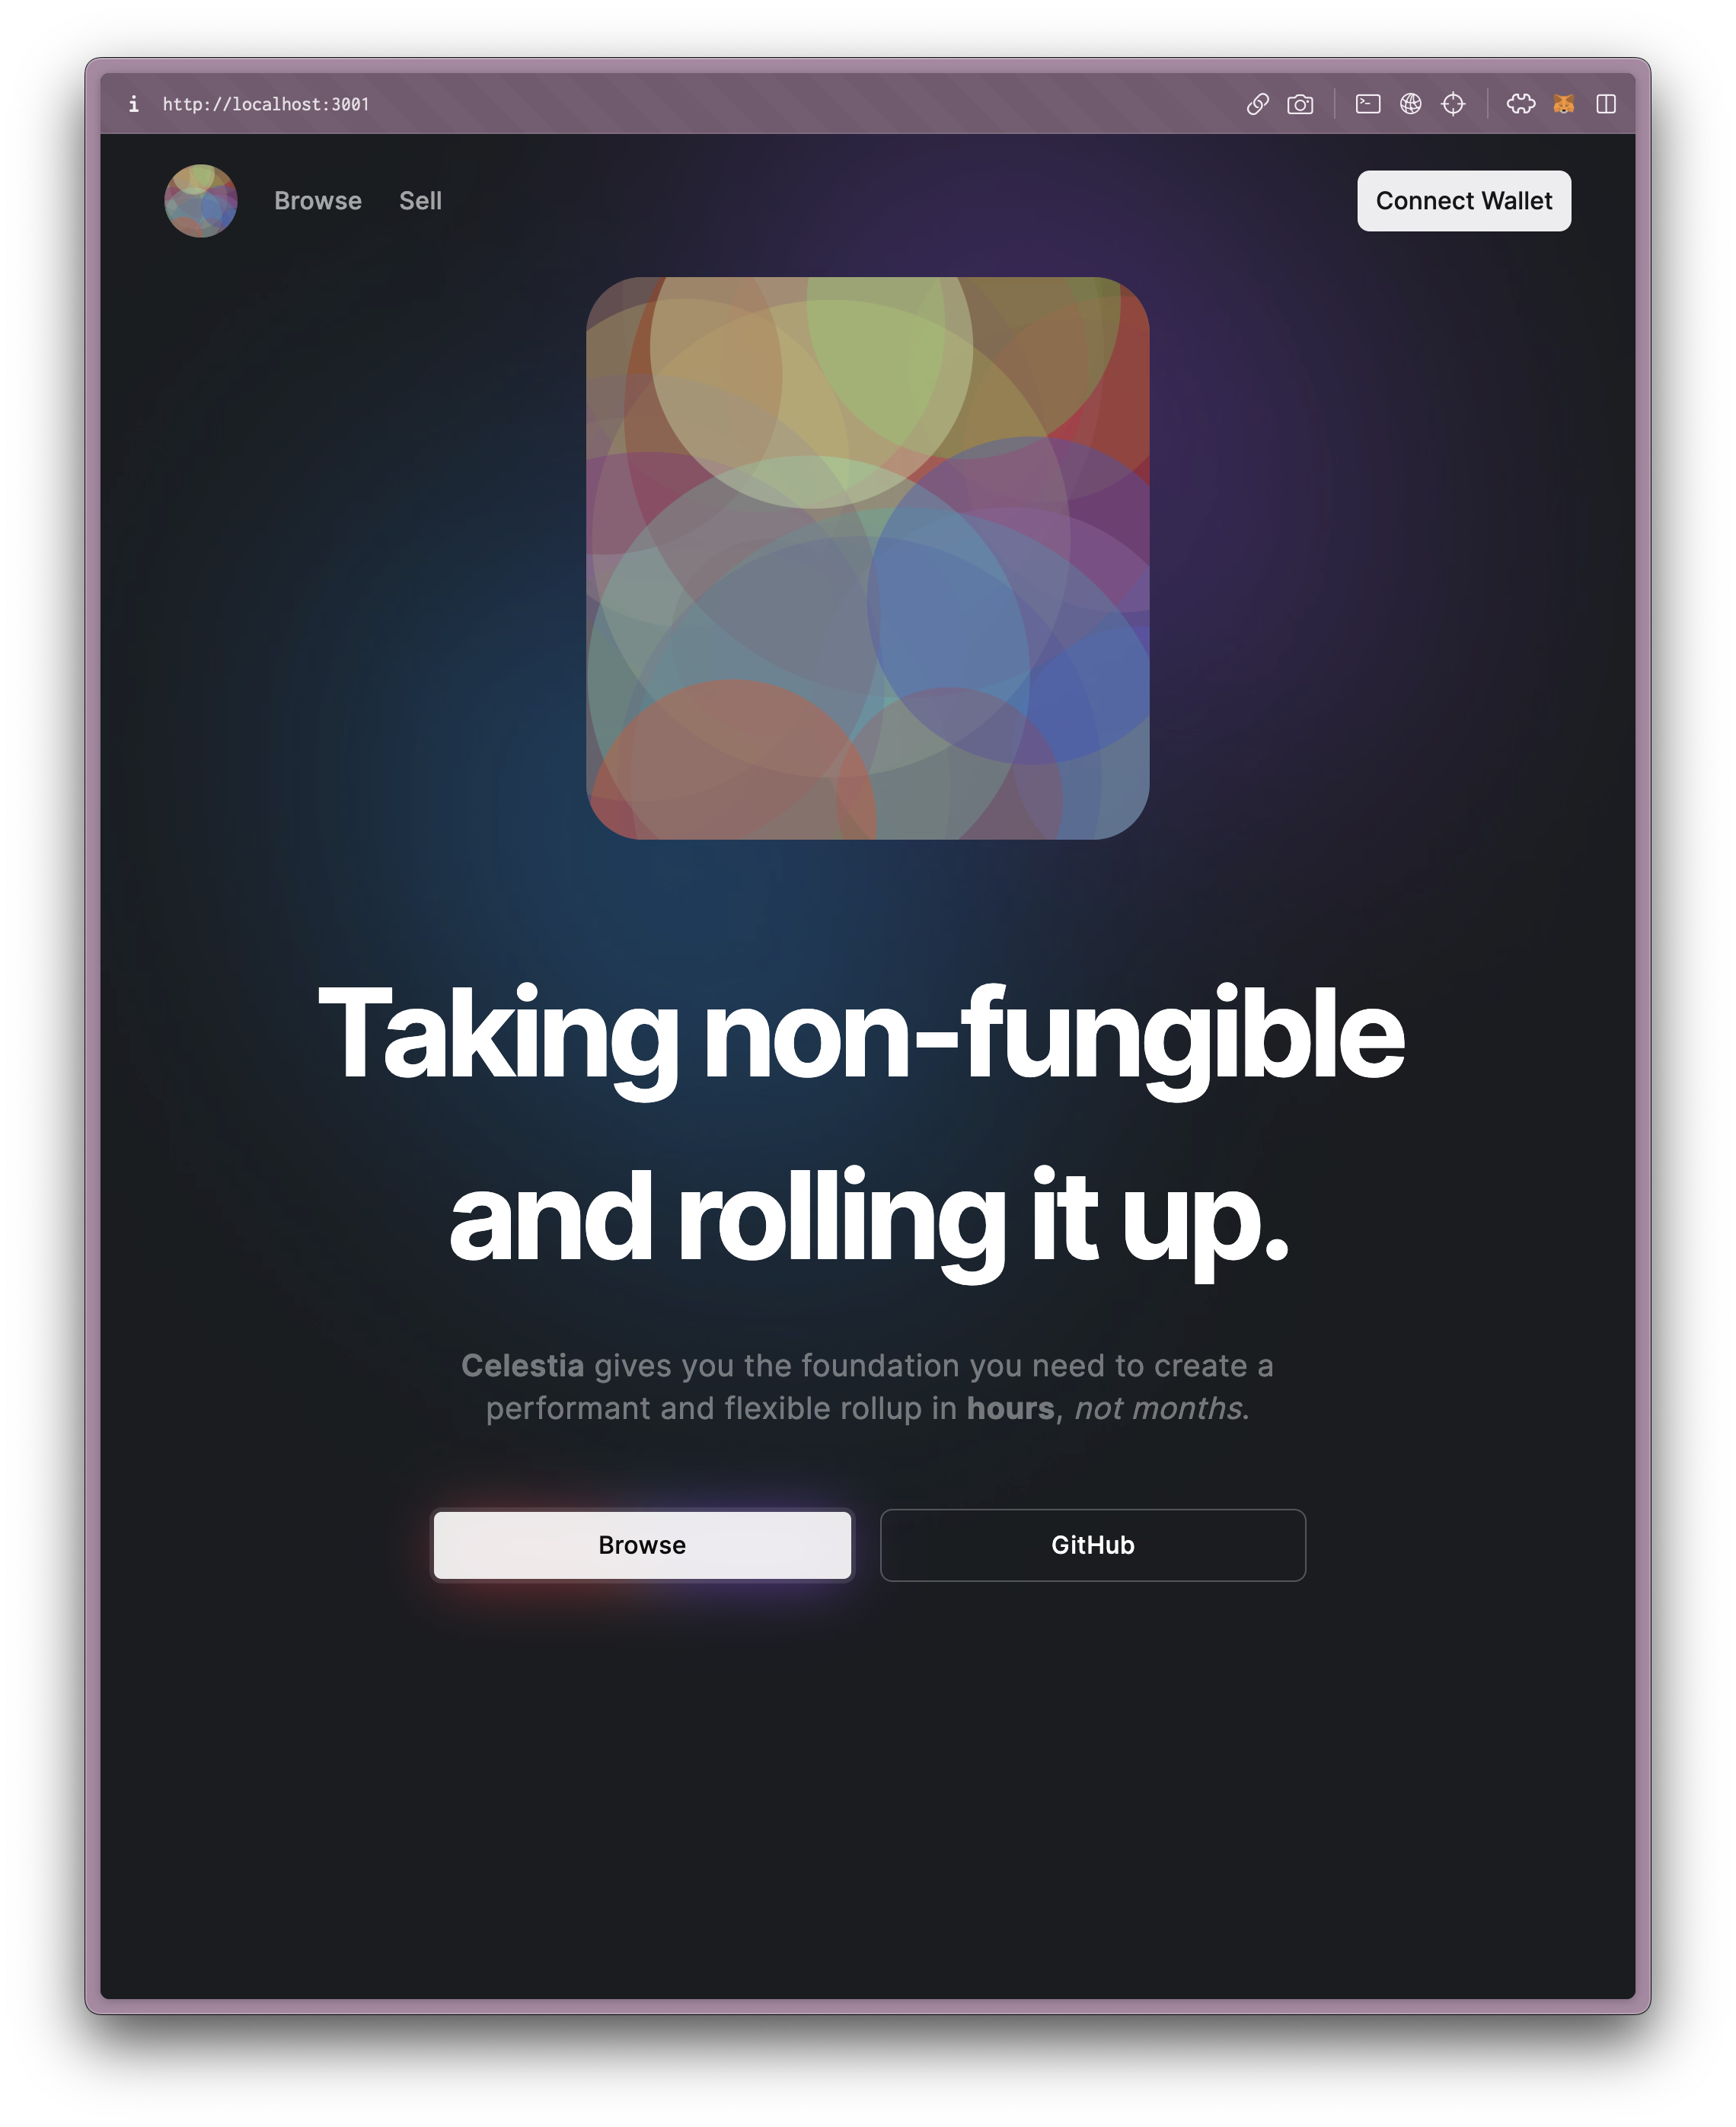 http://localhost:3001
Browse Sell Connect Wallet
Taking non-fungible
and rolling it up.
Celestia gives you the foundation you need to create a
performant and flexible rollup in hours, not months.
Browse GitHub